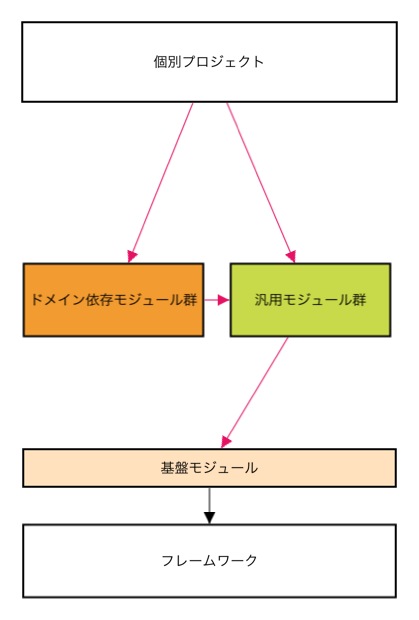 個別プロジェクト
ドメイン依存モジュール群
汎用モジュール群
基盤モジュール
フレームワーク